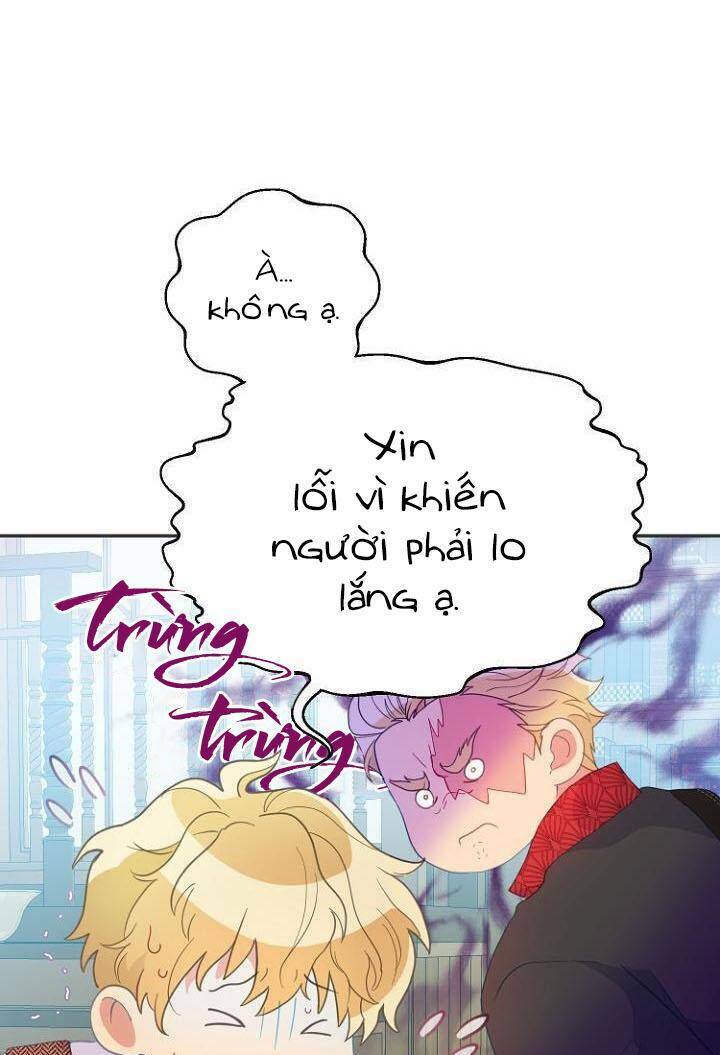 À...
không ạ.
Xin
lỗi vì khiến
người phải lo
lắng ạ.
trừng
trừng